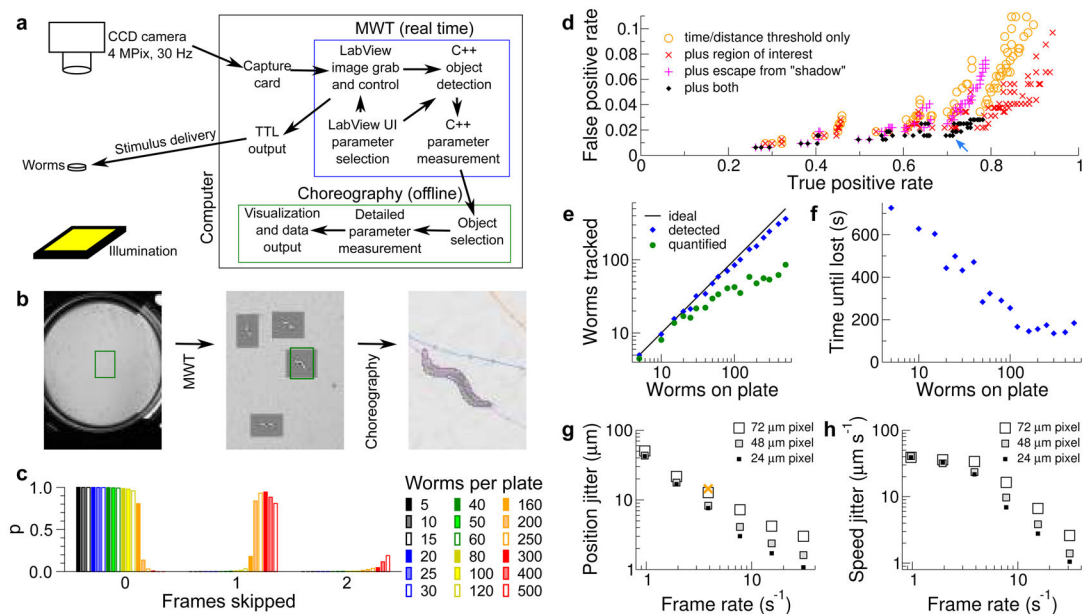 a
CCD camera
4 MPix, 30 Hz
Capture
card
MWT (real time)
LabView
image grab
and control
C++
object
detection
LabView UI
parameter
selection
C++
parameter
measurement
TTL
output
Stimulus delivery
Worms
Computer
Choreography (offline)
Visualization
and data
output
Detailed
parameter
measurement
Object
selection
Illumination
b
MWT
Choreography
c
p
1.0
0.5
0.0
0
1
2
Frames skipped
Worms per plate
5
10
15
20
25
30
40
50
60
80
100
120
160
200
250
300
400
500
d
time/distance threshold only
plus region of interest
plus escape from "shadow"
plus both
False positive rate
0.1
0.08
0.06
0.04
0.02
0
0
0.2
0.4
0.6
0.8
1
True positive rate
e
ideal
detected
quantified
Worms tracked
100
10
10
100
Worms on plate
f
Time until lost (s)
800
600
400
200
0
10
100
Worms on plate
g
72 µm pixel
48 µm pixel
24 µm pixel
Position jitter (µm)
100
10
1
1
10
Frame rate (s⁻¹)
h
72 µm pixel
48 µm pixel
24 µm pixel
Speed jitter (µm s⁻¹)
100
10
1
1
10
Frame rate (s⁻¹)